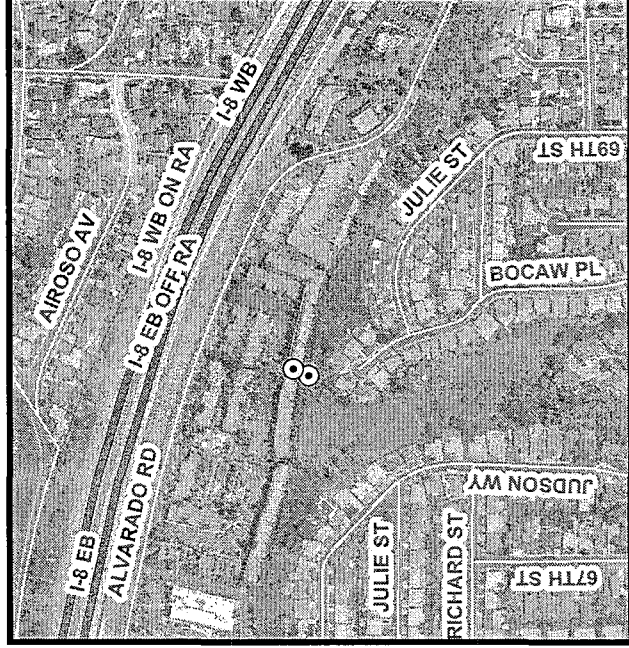 AIROSO AV
I-8 WB
I-8 WB ON RA
I-8 EB OFF RA
I-8 EB
ALVARADO RD
JULIE ST
69TH ST
BOCAW PL
JUDSON WY
JULIE ST
RICHARD ST
67TH ST